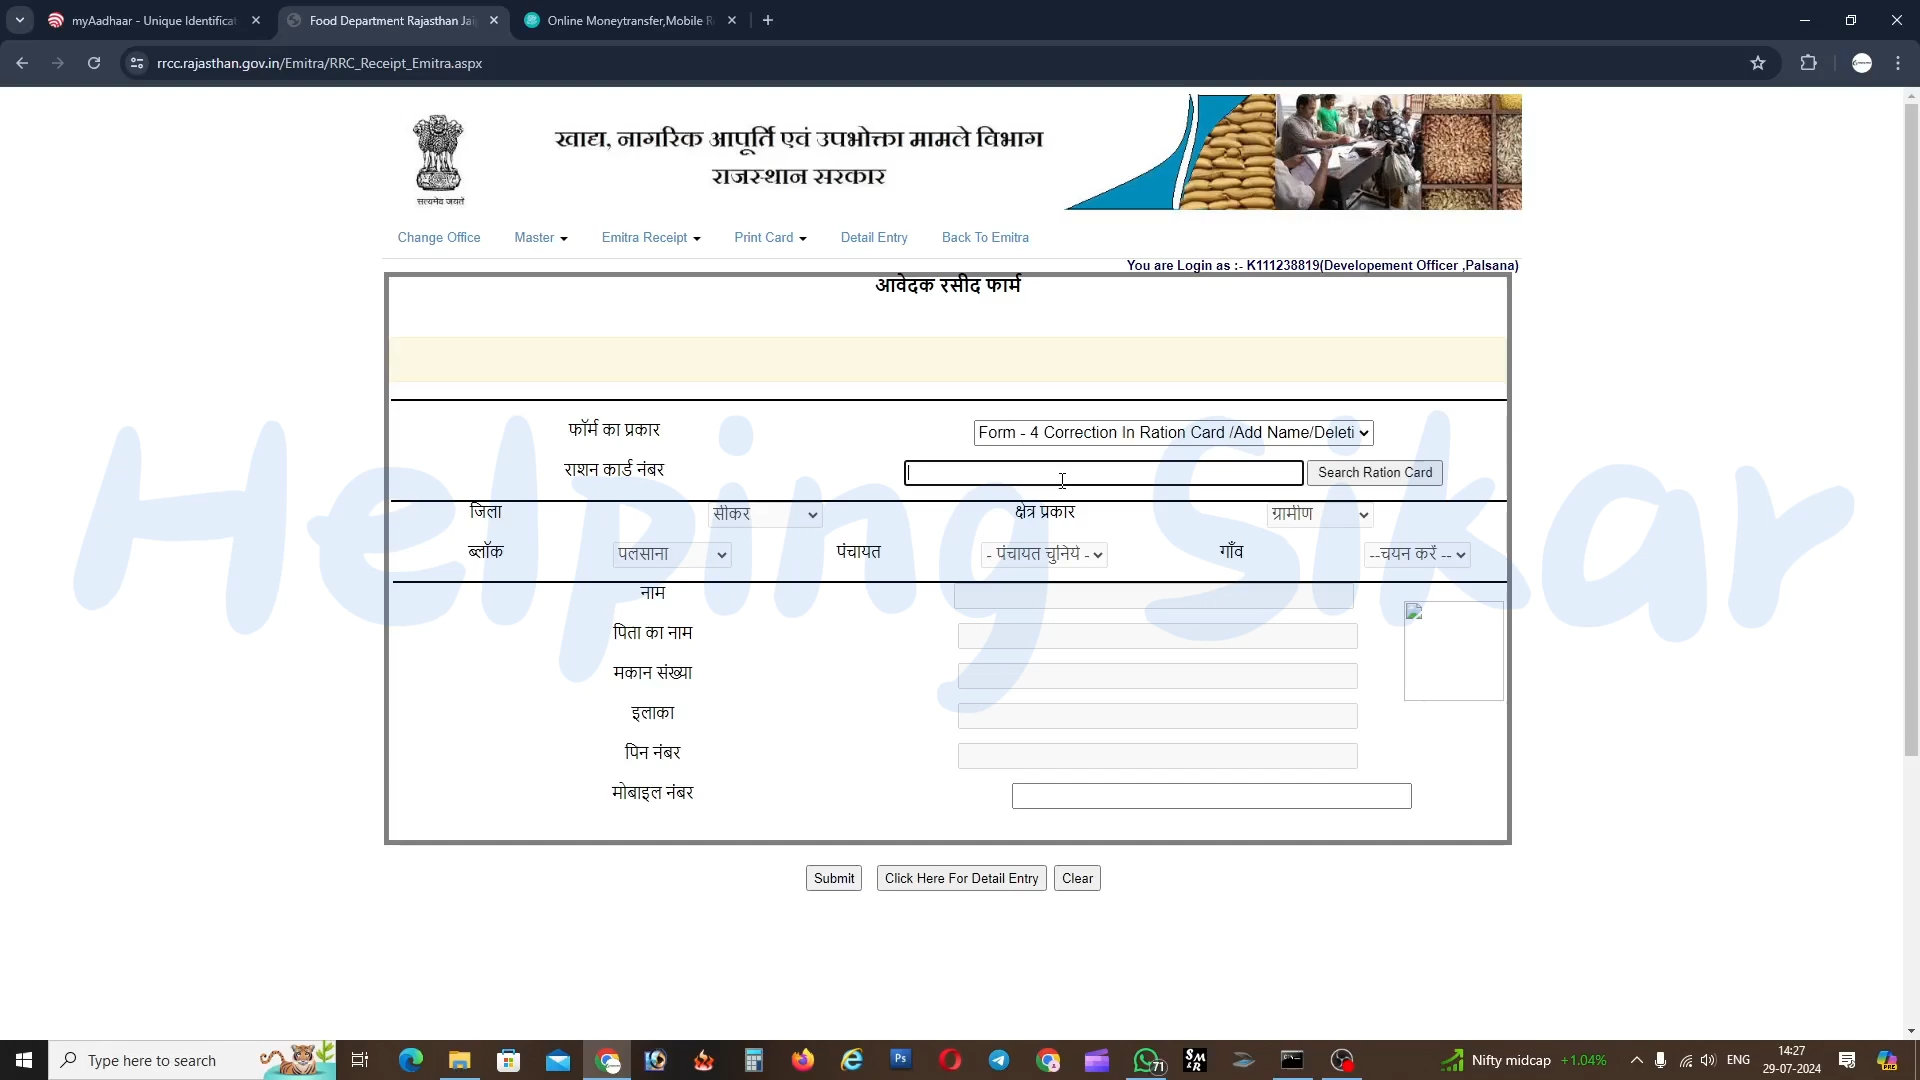 myAadhaar - Unique Identificat
Food Department Rajasthan Jai
Online Moneytransfer,Mobile R
rrcc.rajasthan.gov.in/Emitra/RRC_Receipt_Emitra.aspx
सत्यमेव जयते
खाद्य, नागरिक आपूर्ति एवं उपभोक्ता मामले विभाग
राजस्थान सरकार
Change Office Master Emitra Receipt Print Card Detail Entry Back To Emitra
You are Login as :- K111238819(Developement Officer ,Palsana)
आवेदक रसीद फार्म
फॉर्म का प्रकार Form - 4 Correction In Ration Card /Add Name/Deleti
राशन कार्ड नंबर Search Ration Card
जिला सीकर क्षेत्र प्रकार ग्रामीण
ब्लॉक पलसाना पंचायत - पंचायत चुनिये - गाँव --चयन करें --
नाम
पिता का नाम
मकान संख्या
इलाका
पिन नंबर
मोबाइल नंबर
Helping Sikar
Submit Click Here For Detail Entry Clear
Type here to search
71
Nifty midcap +1.04%
ENG
14:27
29-07-2024